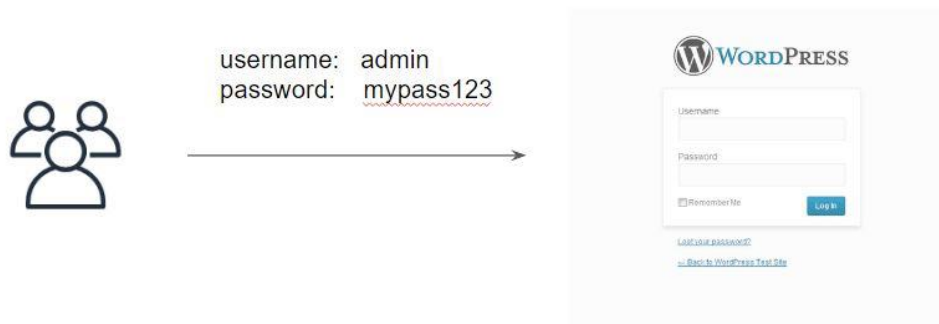 username: admin
password: mypass123
WORDPRESS
Username
Password
Remember Me
Log In
Lost your password?
← Back to WordPress Test Site